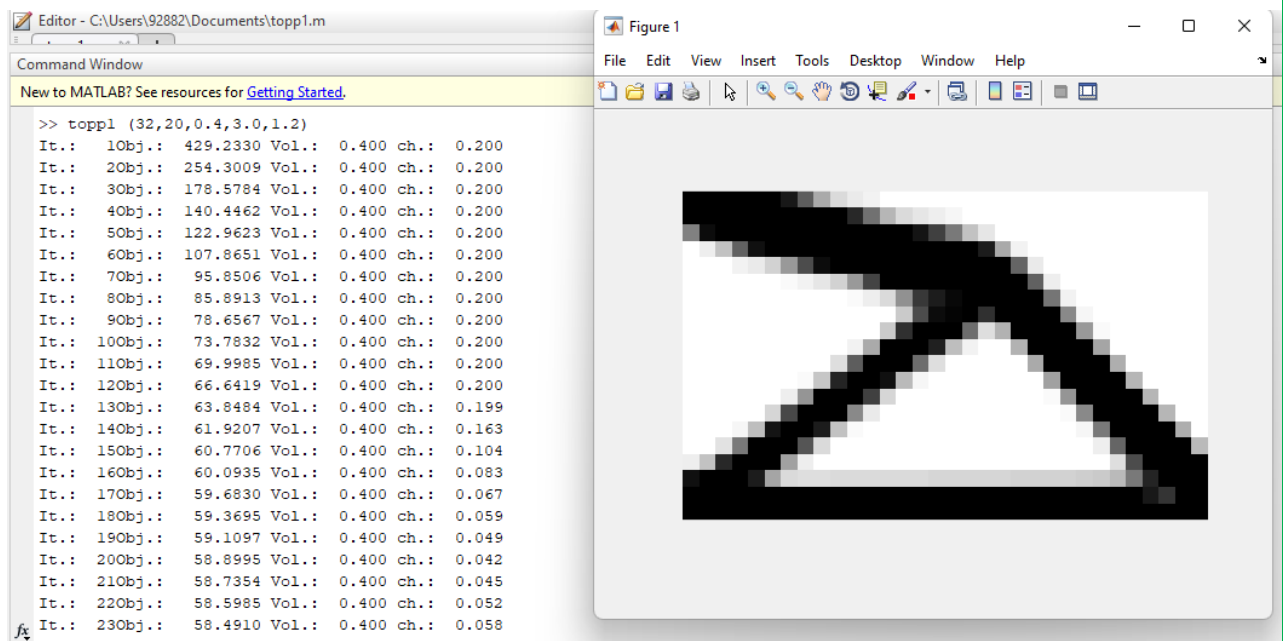 Editor - C:\Users\92882\Documents\topp1.m
Command Window
New to MATLAB? See resources for Getting Started.
>> topp1 (32,20,0.4,3.0,1.2)
It.: 1Obj.: 429.2330 Vol.: 0.400 ch.: 0.200
It.: 2Obj.: 254.3009 Vol.: 0.400 ch.: 0.200
It.: 3Obj.: 178.5784 Vol.: 0.400 ch.: 0.200
It.: 4Obj.: 140.4462 Vol.: 0.400 ch.: 0.200
It.: 5Obj.: 122.9623 Vol.: 0.400 ch.: 0.200
It.: 6Obj.: 107.8651 Vol.: 0.400 ch.: 0.200
It.: 7Obj.: 95.8506 Vol.: 0.400 ch.: 0.200
It.: 8Obj.: 85.8913 Vol.: 0.400 ch.: 0.200
It.: 9Obj.: 78.6567 Vol.: 0.400 ch.: 0.200
It.: 10Obj.: 73.7832 Vol.: 0.400 ch.: 0.200
It.: 11Obj.: 69.9985 Vol.: 0.400 ch.: 0.200
It.: 12Obj.: 66.6419 Vol.: 0.400 ch.: 0.200
It.: 13Obj.: 63.8484 Vol.: 0.400 ch.: 0.199
It.: 14Obj.: 61.9207 Vol.: 0.400 ch.: 0.163
It.: 15Obj.: 60.7706 Vol.: 0.400 ch.: 0.104
It.: 16Obj.: 60.0935 Vol.: 0.400 ch.: 0.083
It.: 17Obj.: 59.6830 Vol.: 0.400 ch.: 0.067
It.: 18Obj.: 59.3695 Vol.: 0.400 ch.: 0.059
It.: 19Obj.: 59.1097 Vol.: 0.400 ch.: 0.049
It.: 20Obj.: 58.8995 Vol.: 0.400 ch.: 0.042
It.: 21Obj.: 58.7354 Vol.: 0.400 ch.: 0.045
It.: 22Obj.: 58.5985 Vol.: 0.400 ch.: 0.052
fx It.: 23Obj.: 58.4910 Vol.: 0.400 ch.: 0.058
Figure 1
File Edit View Insert Tools Desktop Window Help